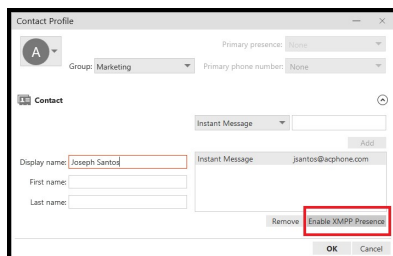 Contact Profile
A
Primary presence: None
Group: Marketing
Primary phone number: None
Contact
Instant Message
Add
Display name: Joseph Santos
Instant Message jsantos@acphone.com
First name:
Last name:
Remove Enable XMPP Presence
OK Cancel